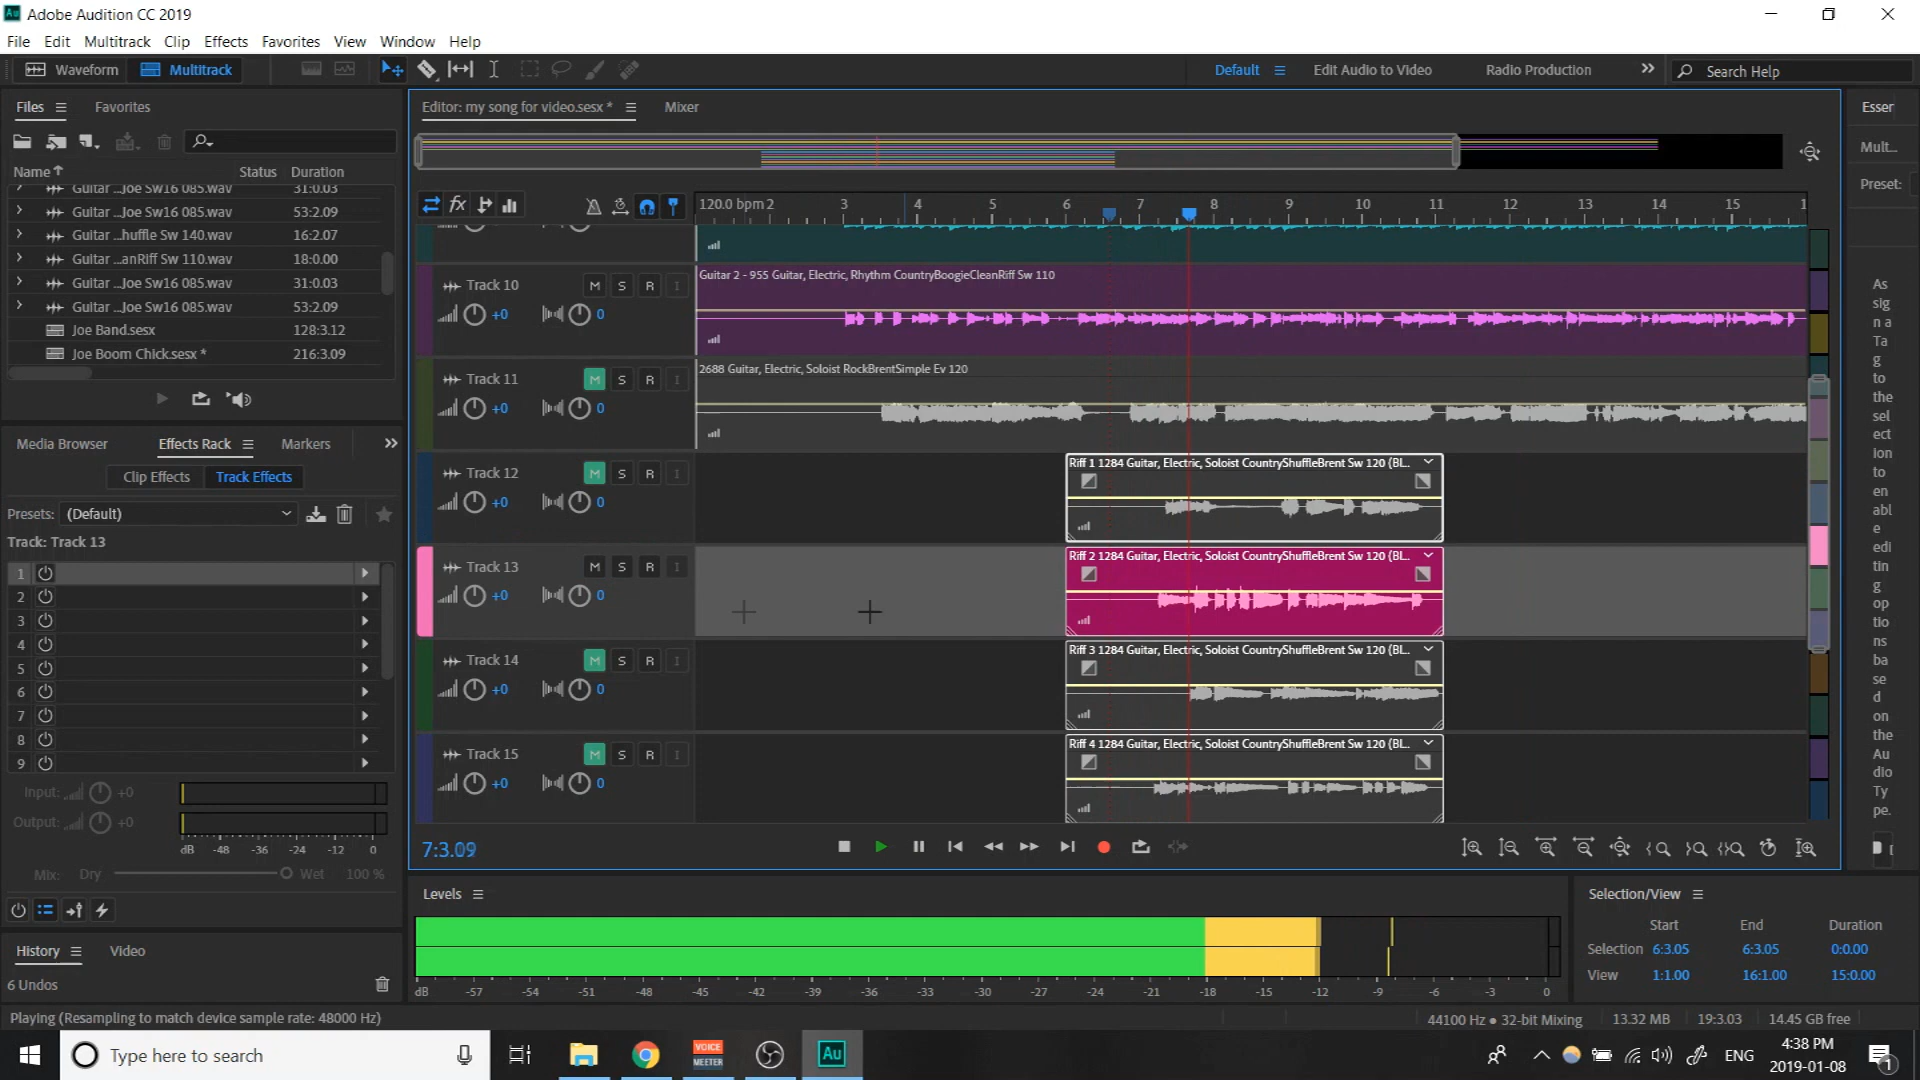 Au Adobe Audition CC 2019
File Edit Multitrack Clip Effects Favorites View Window Help
Waveform Multitrack Default Edit Audio to Video Radio Production Search Help
Files Favorites
Name Status Duration
Guitar ...Joe Sw16 085.wav 31:0.03
Guitar ...Joe Sw16 085.wav 53:2.09
Guitar ...huffle Sw 140.wav 16:2.07
Guitar ...anRiff Sw 110.wav 18:0.00
Guitar ...Joe Sw16 085.wav 31:0.03
Guitar ...Joe Sw16 085.wav 53:2.09
Joe Band.sesx 128:3.12
Joe Boom Chick.sesx * 216:3.09
Media Browser Effects Rack Markers
Clip Effects Track Effects
Presets: (Default)
Track: Track 13
1
2
3
4
5
6
7
8
9
Input: +0
Output: +0
dB -48 -36 -24 -12 0
Mix: Dry Wet 100 %
History Video
6 Undos
Editor: my song for video.sesx * Mixer
fx
120.0 bpm 2 3 4 5 6 7 8 9 10 11 12 13 14 15 1
Track 10 M S R I
+0 0
Guitar 2 - 955 Guitar, Electric, Rhythm CountryBoogieCleanRiff Sw 110
Track 11 M S R I
+0 0
2688 Guitar, Electric, Soloist RockBrentSimple Ev 120
Track 12 M S R I
+0 0
Riff 1 1284 Guitar, Electric, Soloist CountryShuffleBrent Sw 120 (BL..
Track 13 M S R I
+0 0
Riff 2 1284 Guitar, Electric, Soloist CountryShuffleBrent Sw 120 (BL..
Track 14 M S R I
+0 0
Riff 3 1284 Guitar, Electric, Soloist CountryShuffleBrent Sw 120 (BL..
Track 15 M S R I
+0 0
Riff 4 1284 Guitar, Electric, Soloist CountryShuffleBrent Sw 120 (BL..
7:3.09
Levels
dB -57 -54 -51 -48 -45 -42 -39 -36 -33 -30 -27 -24 -21 -18 -15 -12 -9 -6 -3 0
Selection/View
Start End Duration
Selection 6:3.05 6:3.05 0:0.00
View 1:1.00 16:1.00 15:0.00
Esser
Mult...
Preset:
As
sig
n a
Ta
g
to
the
sel
ect
ion
to
en
abl
e
edi
tin
g
op
tio
ns
ba
se
d
on
the
Au
dio
Ty
pe.
Playing (Resampling to match device sample rate: 48000 Hz)
44100 Hz ● 32-bit Mixing 13.32 MB 19:3.03 14.45 GB free
Type here to search
VOICE
MEETER
Au
ENG
4:38 PM
2019-01-08
1